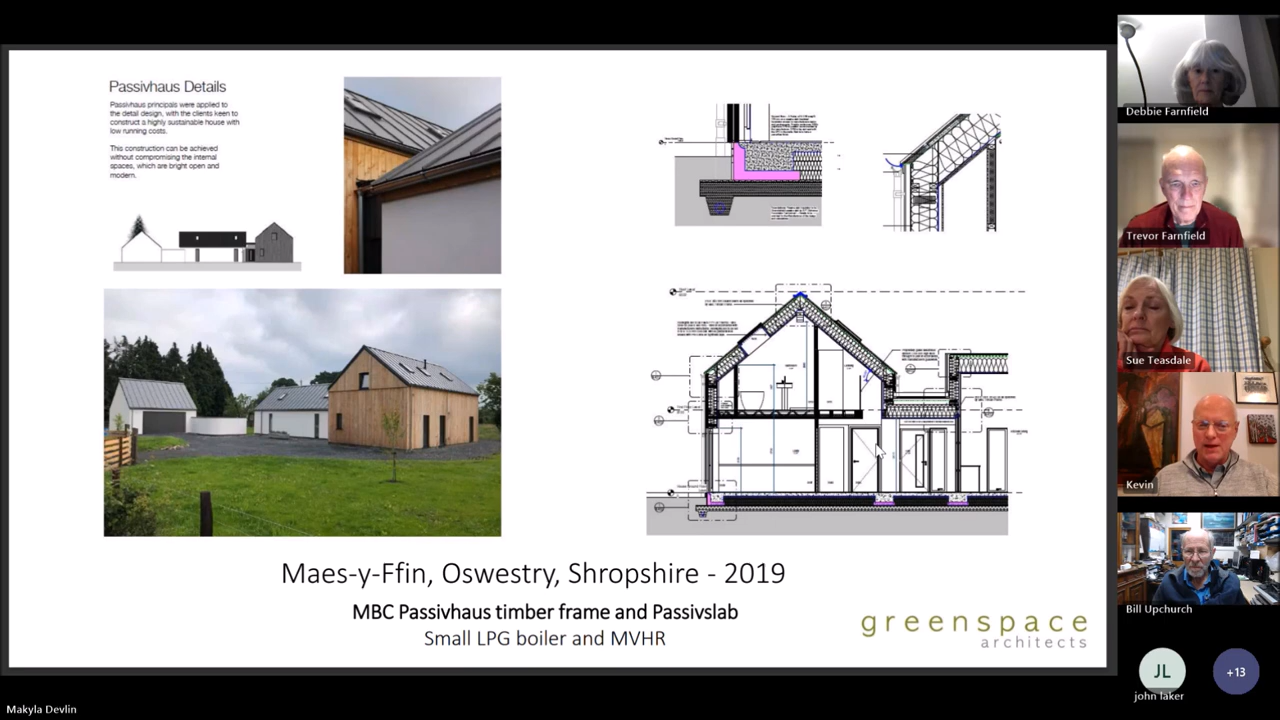 Passivhaus Details
Passivhaus principals were applied to
the detail design, with the clients keen to
construct a highly sustainable house with
low running costs.
This construction can be achieved
without compromising the internal
spaces, which are bright open and
modern.
Maes-y-Ffin, Oswestry, Shropshire - 2019
MBC Passivhaus timber frame and Passivslab
Small LPG boiler and MVHR
greenspace
architects
Debbie Farnfield
Trevor Farnfield
Sue Teasdale
Kevin
Bill Upchurch
JL
+13
john laker
Makyla Devlin